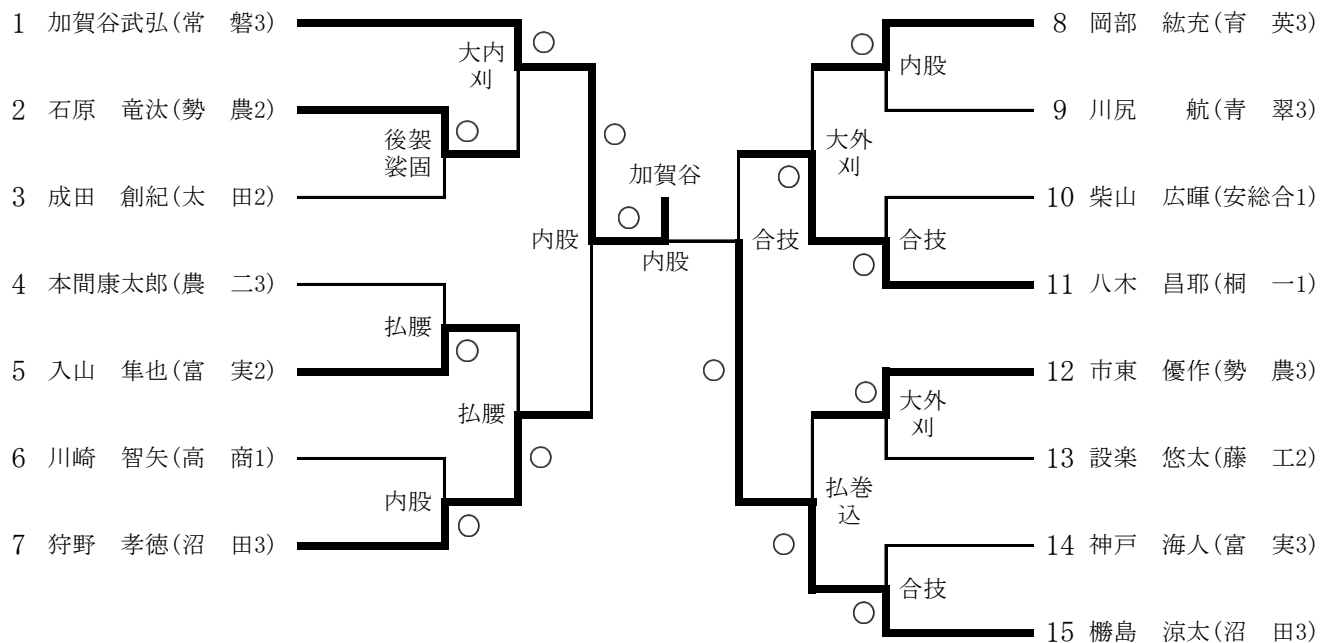 1 加賀谷武弘(常　磐3)
2 石原　竜汰(勢　農2)
3 成田　創紀(太　田2)
4 本間康太郎(農　二3)
5 入山　隼也(富　実2)
6 川崎　智矢(高　商1)
7 狩野　孝徳(沼　田3)
大内
刈
後袈
裟固
払腰
内股
払腰
内股
加賀谷
内股
合技
大外
刈
払巻
込
内股
合技
大外
刈
合技
8 岡部　紘充(育　英3)
9 川尻　　航(青　翠3)
10 柴山　広暉(安総合1)
11 八木　昌耶(桐　一1)
12 市東　優作(勢　農3)
13 設楽　悠太(藤　工2)
14 神戸　海人(富　実3)
15 櫤島　涼太(沼　田3)